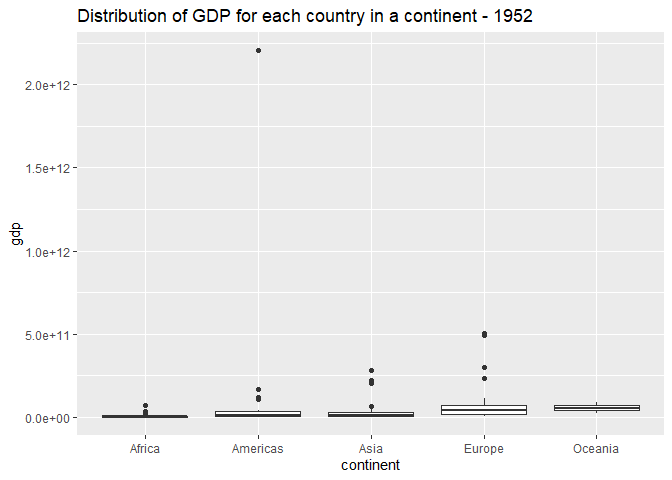 Distribution of GDP for each country in a continent - 1952
gdp
2.0e+12
1.5e+12
1.0e+12
5.0e+11
0.0e+00
Africa
Americas
Asia
Europe
Oceania
continent